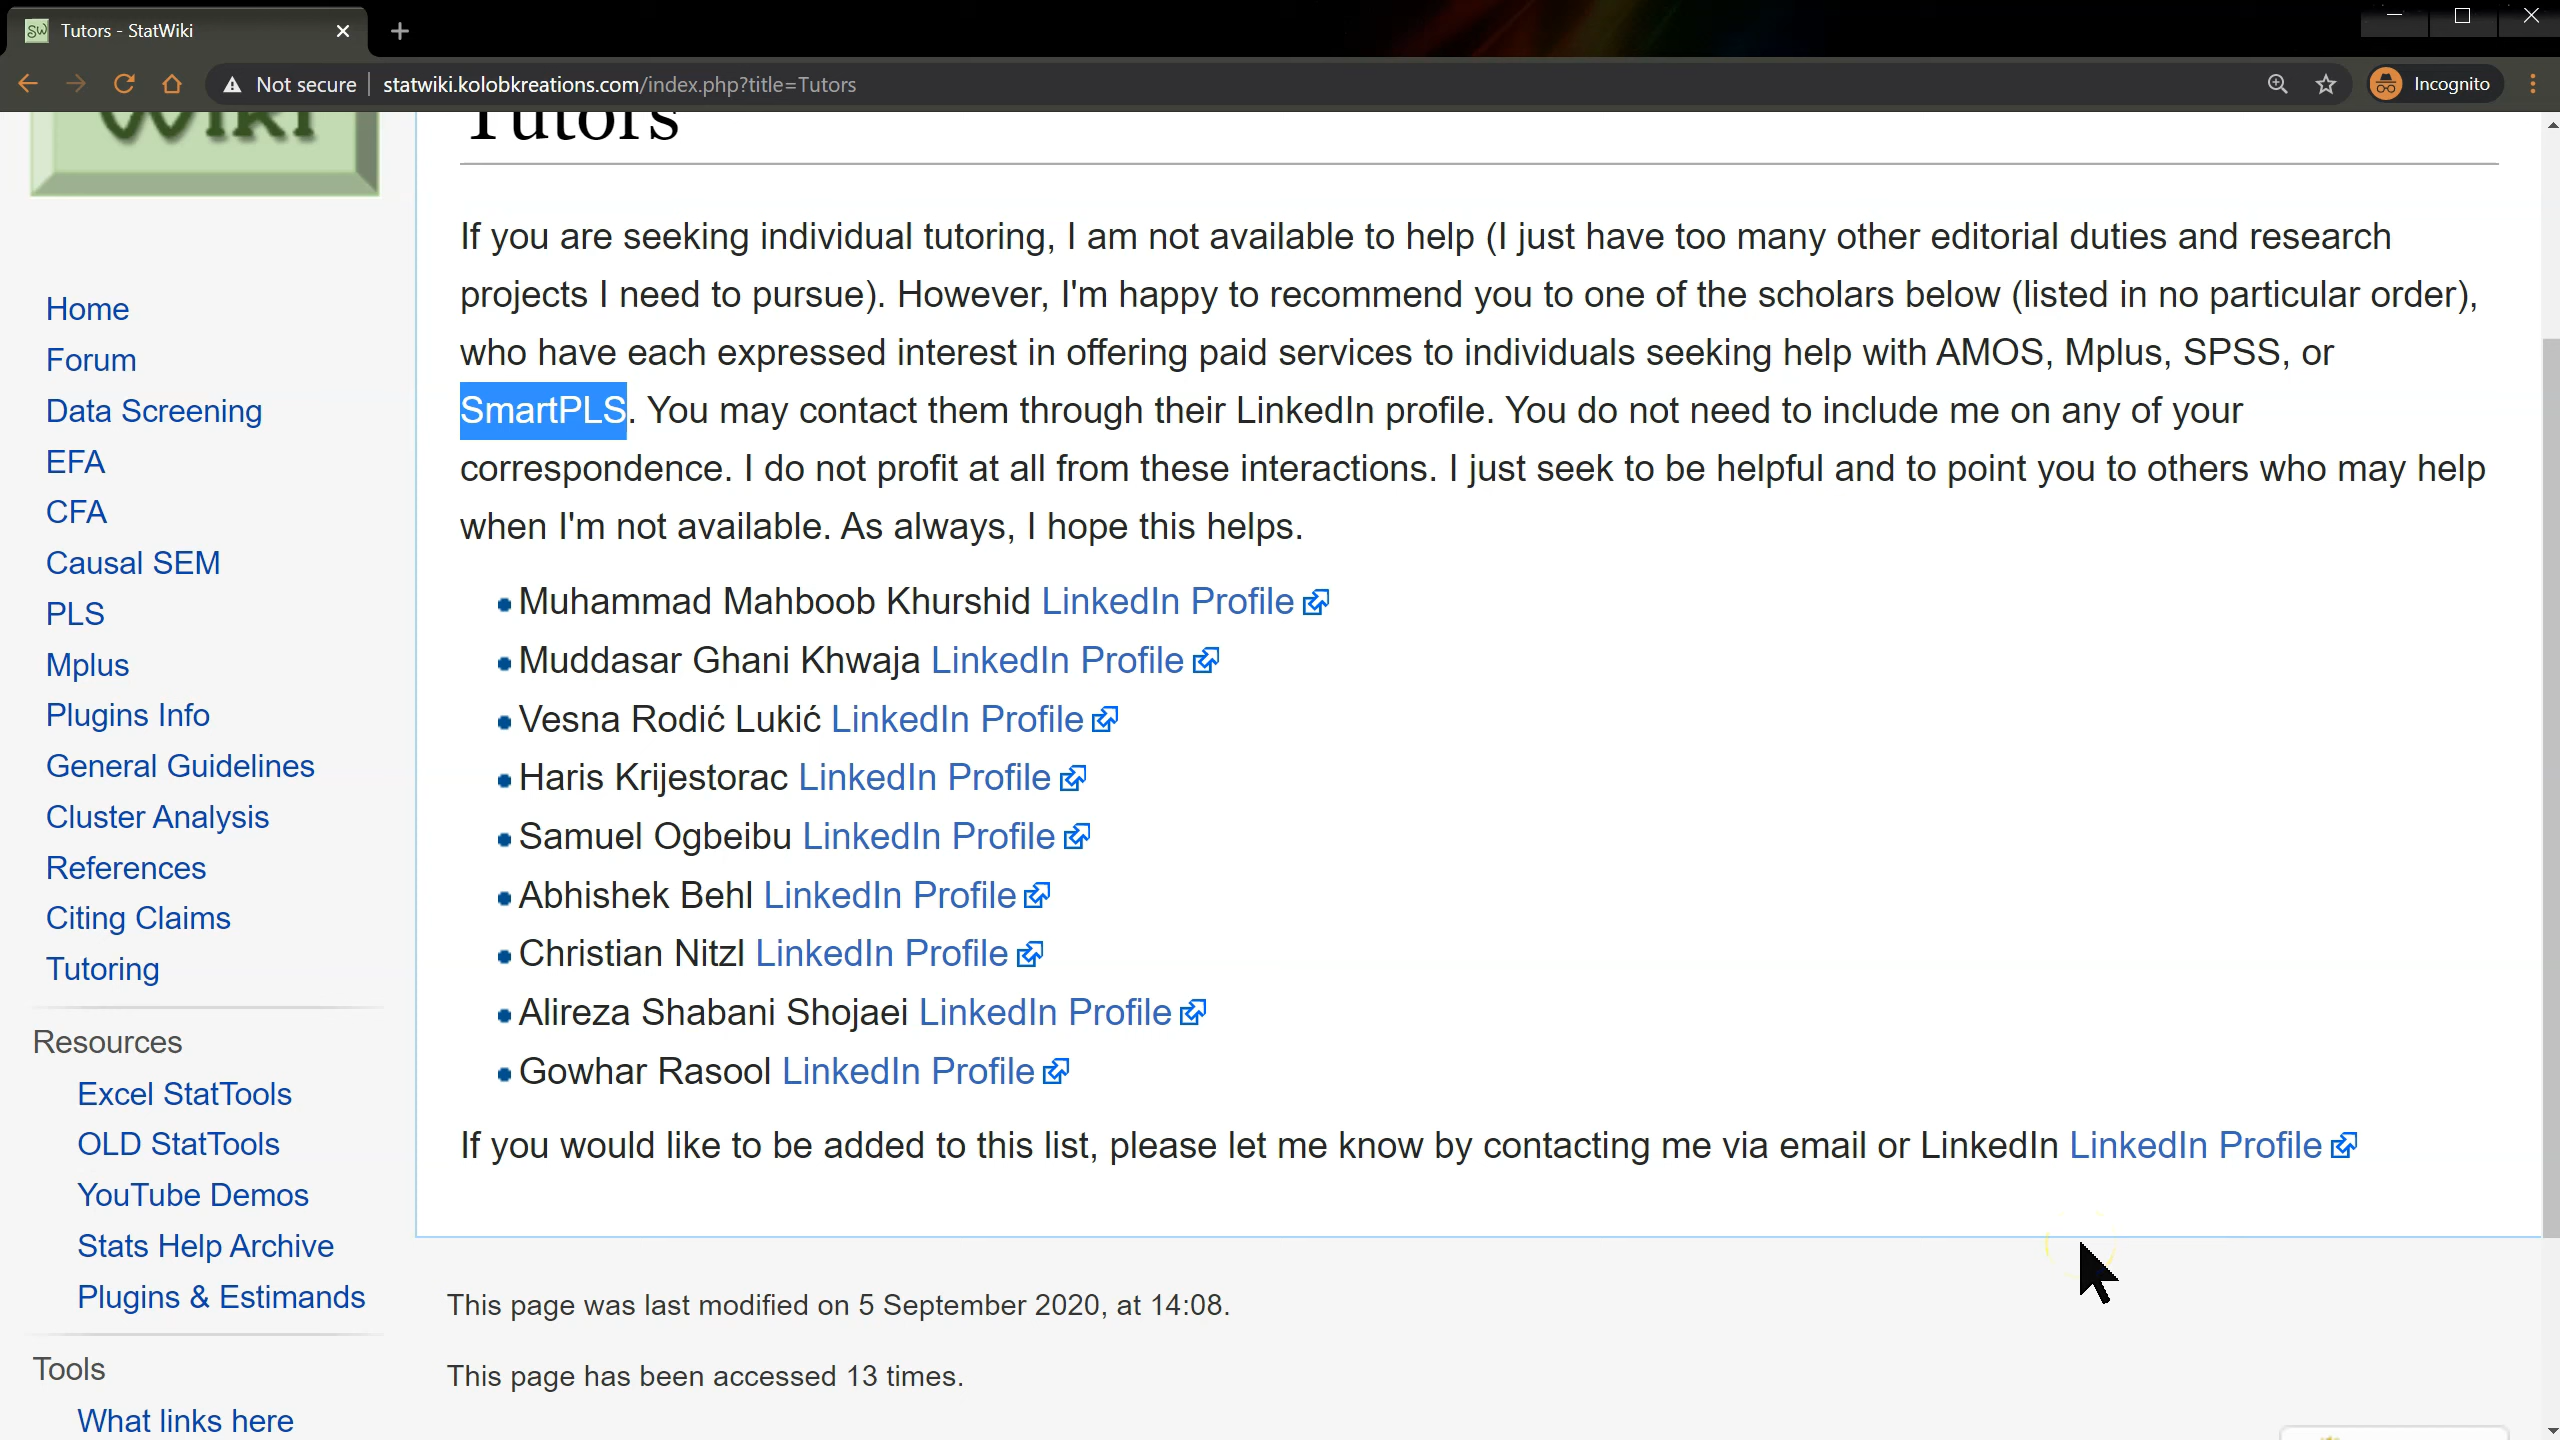 Tutors - StatWiki
Not secure
statwiki.kolobkreations.com/index.php?title=Tutors
Incognito
Wiki
Home
Forum
Data Screening
EFA
CFA
Causal SEM
PLS
Mplus
Plugins Info
General Guidelines
Cluster Analysis
References
Citing Claims
Tutoring
Resources
Excel StatTools
OLD StatTools
YouTube Demos
Stats Help Archive
Plugins & Estimands
Tools
What links here
Tutors
If you are seeking individual tutoring, I am not available to help (I just have too many other editorial duties and research
projects I need to pursue). However, I'm happy to recommend you to one of the scholars below (listed in no particular order),
who have each expressed interest in offering paid services to individuals seeking help with AMOS, Mplus, SPSS, or
SmartPLS. You may contact them through their LinkedIn profile. You do not need to include me on any of your
correspondence. I do not profit at all from these interactions. I just seek to be helpful and to point you to others who may help
when I'm not available. As always, I hope this helps.
Muhammad Mahboob Khurshid LinkedIn Profile
Muddasar Ghani Khwaja LinkedIn Profile
Vesna Rodić Lukić LinkedIn Profile
Haris Krijestorac LinkedIn Profile
Samuel Ogbeibu LinkedIn Profile
Abhishek Behl LinkedIn Profile
Christian Nitzl LinkedIn Profile
Alireza Shabani Shojaei LinkedIn Profile
Gowhar Rasool LinkedIn Profile
If you would like to be added to this list, please let me know by contacting me via email or LinkedIn LinkedIn Profile
This page was last modified on 5 September 2020, at 14:08.
This page has been accessed 13 times.